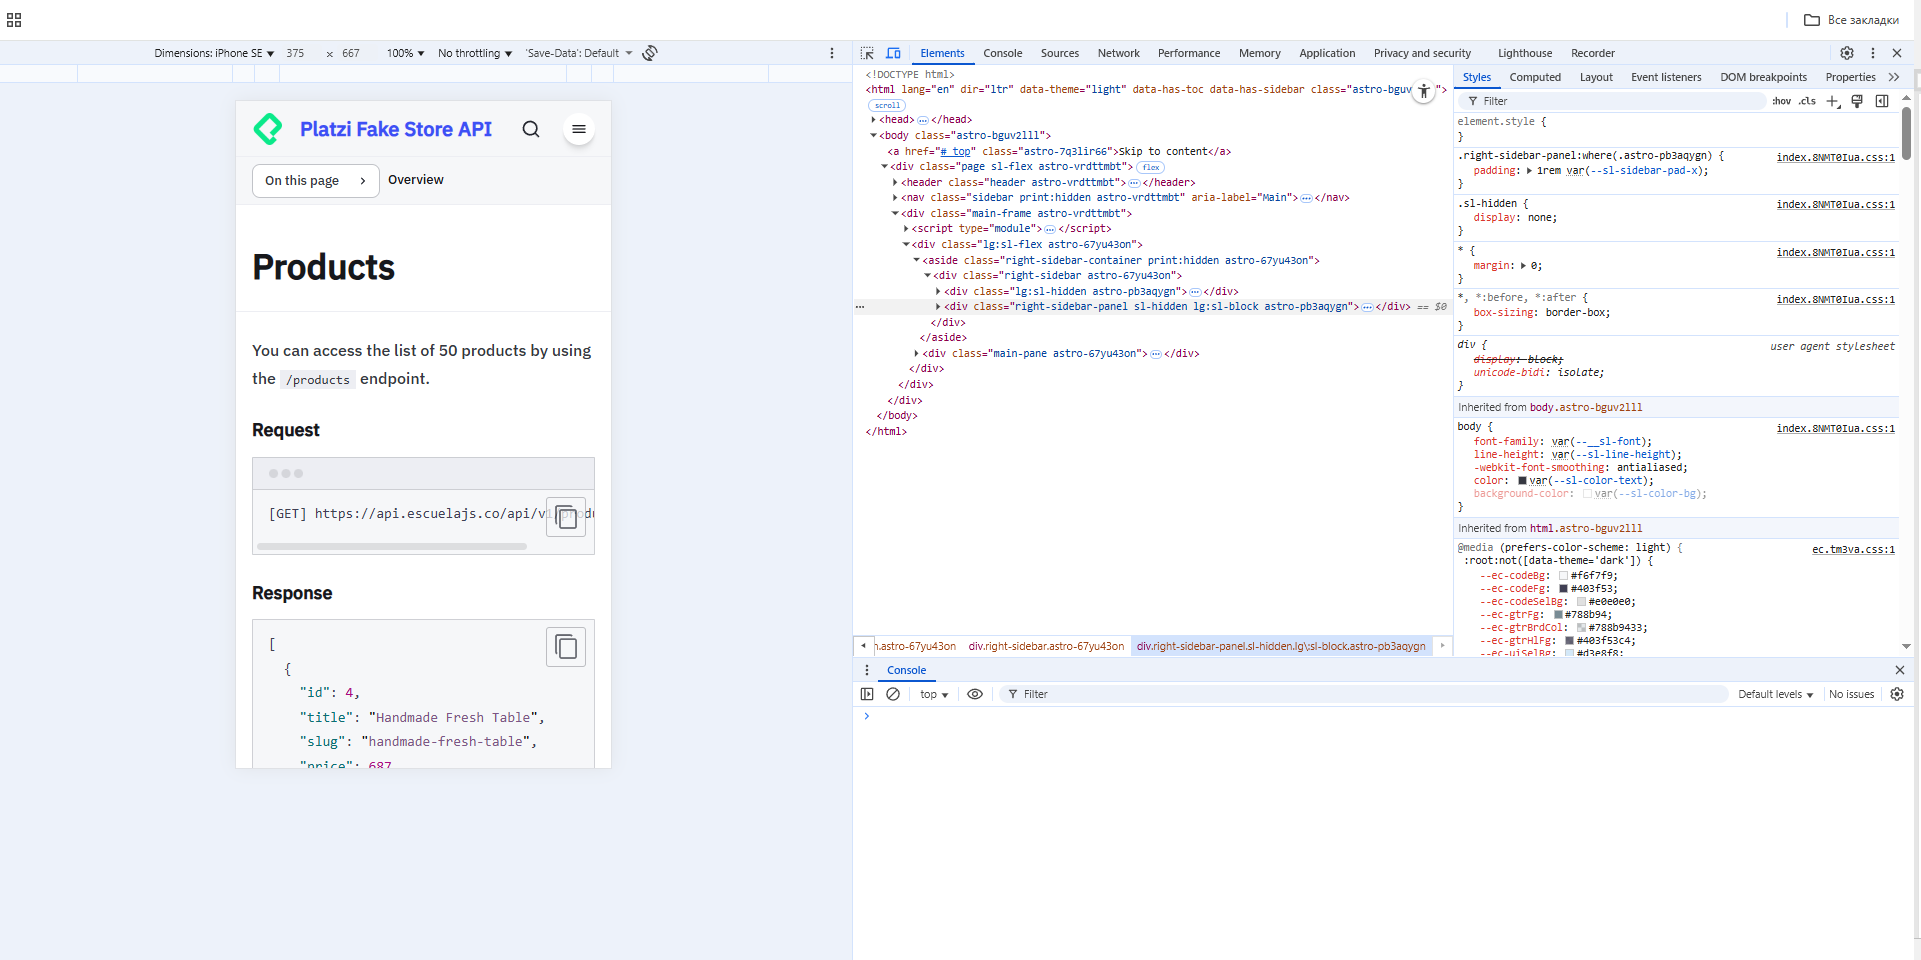 Все закладки
Dimensions: iPhone SE 375 × 667 100% No throttling 'Save-Data': Default
Elements Console Sources Network Performance Memory Application Privacy and security Lighthouse Recorder
Platzi Fake Store API
On this page Overview
Products
You can access the list of 50 products by using
the /products endpoint.
Request
[GET] https://api.escuelajs.co/api/v1/produ
Response
[
{
"id": 4,
"title": "Handmade Fresh Table",
"slug": "handmade-fresh-table",
"price": 687
<!DOCTYPE html>
<html lang="en" dir="ltr" data-theme="light" data-has-toc data-has-sidebar class="astro-bguv ">
scroll
<head> … </head>
<body class="astro-bguv2lll">
<a href="#_top" class="astro-7q3lir66">Skip to content</a>
<div class="page sl-flex astro-vrdttmbt"> flex
<header class="header astro-vrdttmbt"> … </header>
<nav class="sidebar print:hidden astro-vrdttmbt" aria-label="Main"> … </nav>
<div class="main-frame astro-vrdttmbt">
<script type="module"> … </script>
<div class="lg:sl-flex astro-67yu43on">
<aside class="right-sidebar-container print:hidden astro-67yu43on">
<div class="right-sidebar astro-67yu43on">
<div class="lg:sl-hidden astro-pb3aqygn"> … </div>
… <div class="right-sidebar-panel sl-hidden lg:sl-block astro-pb3aqygn"> … </div> == $0
</div>
</aside>
<div class="main-pane astro-67yu43on"> … </div>
</div>
</div>
</div>
</body>
</html>
n.astro-67yu43on div.right-sidebar.astro-67yu43on div.right-sidebar-panel.sl-hidden.lg\:sl-block.astro-pb3aqygn
Styles Computed Layout Event listeners DOM breakpoints Properties
Filter :hov .cls
element.style {
}
.right-sidebar-panel:where(.astro-pb3aqygn) { index.8NMT0Iua.css:1
padding: 1rem var(--sl-sidebar-pad-x);
}
.sl-hidden { index.8NMT0Iua.css:1
display: none;
}
* { index.8NMT0Iua.css:1
margin: 0;
}
*, *:before, *:after { index.8NMT0Iua.css:1
box-sizing: border-box;
}
div { user agent stylesheet
display: block;
unicode-bidi: isolate;
}
Inherited from body.astro-bguv2lll
body { index.8NMT0Iua.css:1
font-family: var(--__sl-font);
line-height: var(--sl-line-height);
-webkit-font-smoothing: antialiased;
color: var(--sl-color-text);
background-color: var(--sl-color-bg);
}
Inherited from html.astro-bguv2lll
@media (prefers-color-scheme: light) { ec.tm3va.css:1
:root:not([data-theme='dark']) {
--ec-codeBg: #f6f7f9;
--ec-codeFg: #403f53;
--ec-codeSelBg: #e0e0e0;
--ec-gtrFg: #788b94;
--ec-gtrBrdCol: #788b9433;
--ec-gtrHlFg: #403f53c4;
--ec-uiSelBg: #d3e8f8;
Console
top Filter Default levels No issues